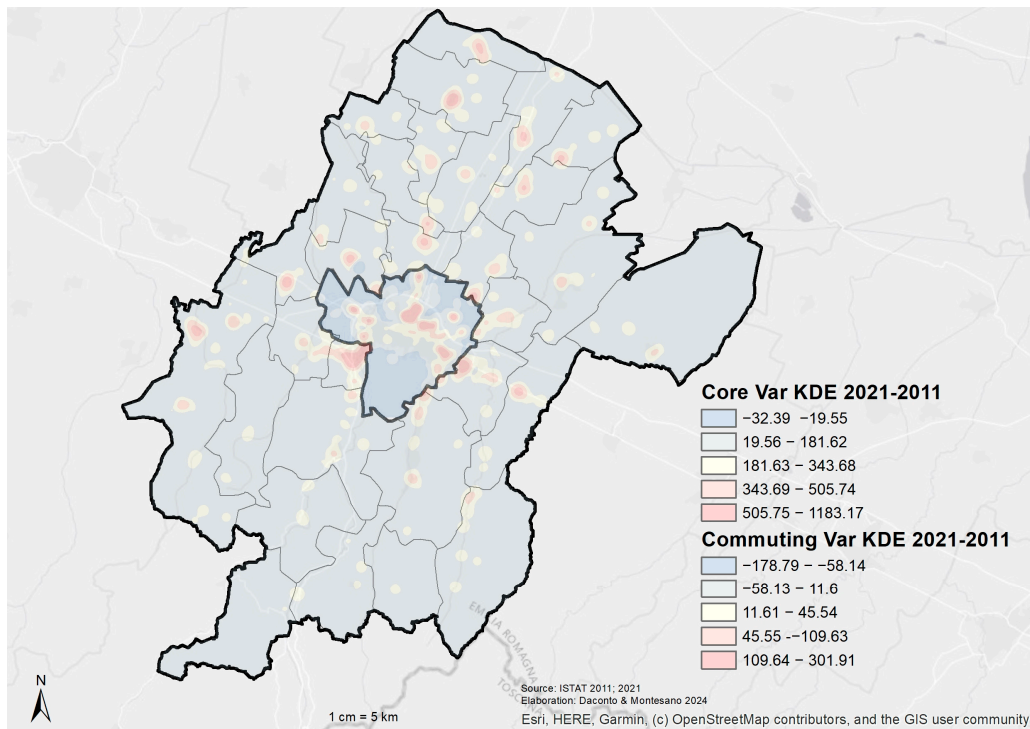 Core Var KDE 2021-2011
−32.39 −19.55
19.56 − 181.62
181.63 − 343.68
343.69 − 505.74
505.75 − 1183.17
Commuting Var KDE 2021-2011
−178.79 − −58.14
−58.13 − 11.6
11.61 − 45.54
45.55 -−109.63
109.64 − 301.91
EMILIA ROMAGNA
TOSCANA
N
1 cm = 5 km
Source: ISTAT 2011; 2021
Elaboration: Daconto & Montesano 2024
Esri, HERE, Garmin, (c) OpenStreetMap contributors, and the GIS user community